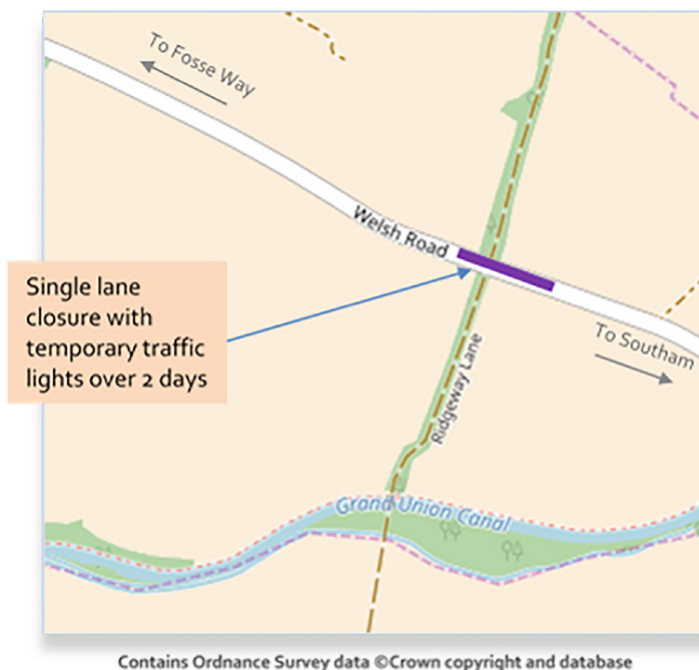 To Fosse Way
Welsh Road
Single lane
closure with
temporary traffic
lights over 2 days
To Southam
Ridgeway Lane
Grand Union Canal
Contains Ordnance Survey data ©Crown copyright and database